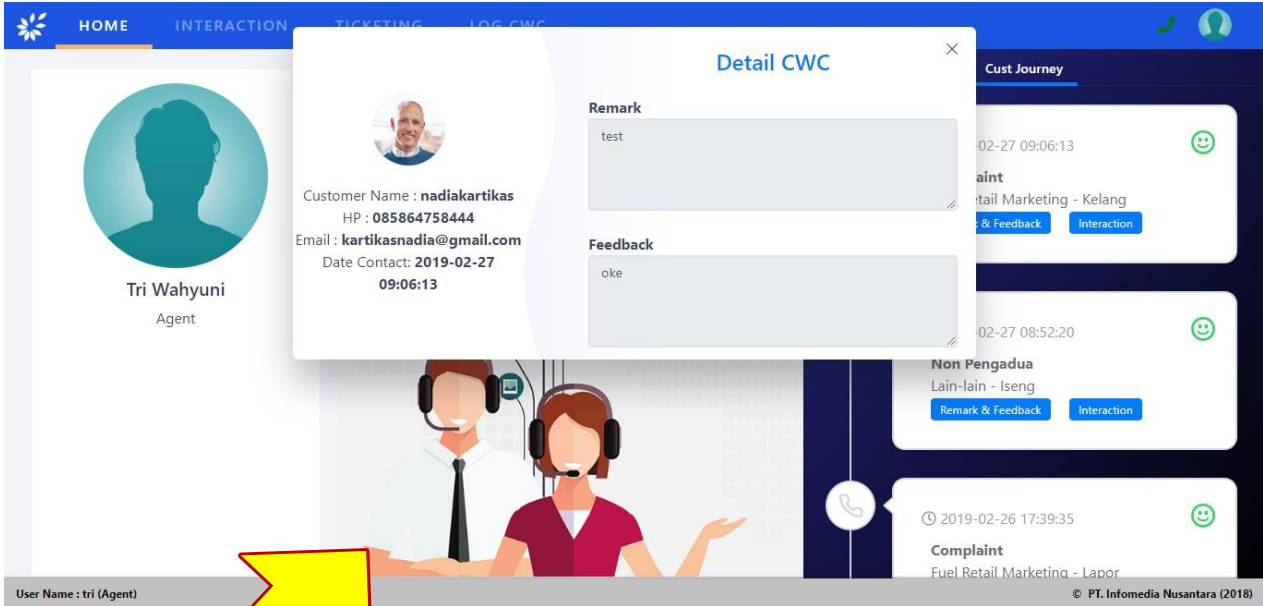 HOME INTERACTION TICKETING LOG CWC
Tri Wahyuni
Agent
Detail CWC
Customer Name : nadiakartikas
HP : 085864758444
Email : kartikasnadia@gmail.com
Date Contact: 2019-02-27
09:06:13
Remark
test
Feedback
oke
Cust Journey
-02-27 09:06:13
aint
tail Marketing - Kelang
& Feedback Interaction
-02-27 08:52:20
Non Pengadua
Lain-lain - Iseng
Remark & Feedback Interaction
2019-02-26 17:39:35
Complaint
Fuel Retail Marketing - Lapor
User Name : tri (Agent)
© PT. Infomedia Nusantara (2018)